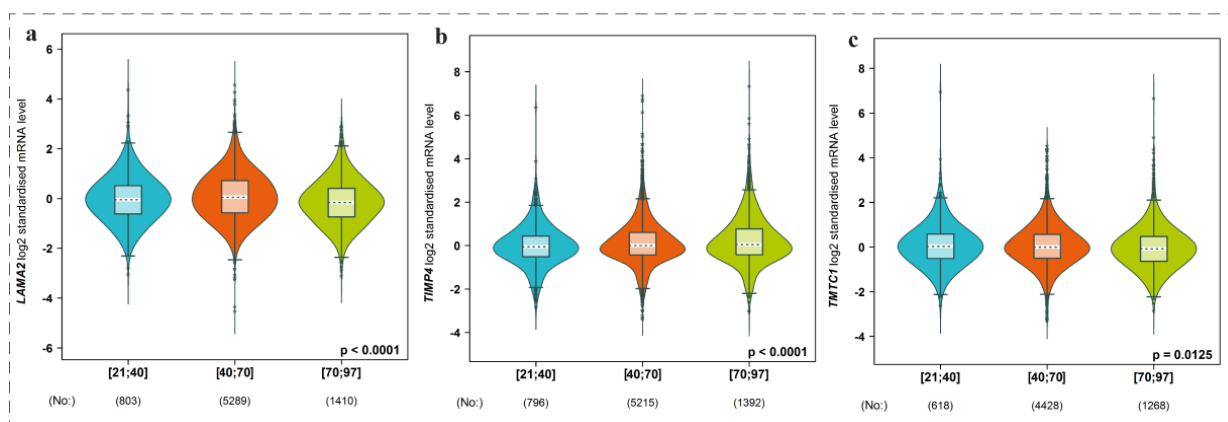 a
LAMA2 log2 standardised mRNA level
6
4
2
0
-2
-4
-6
p < 0.0001
[21;40] [40;70] [70;97]
(No: (803) (5289) (1410)
b
TIMP4 log2 standardised mRNA level
8
6
4
2
0
-2
-4
p < 0.0001
[21;40] [40;70] [70;97]
(No: (796) (5215) (1392)
c
TMTC1 log2 standardised mRNA level
8
6
4
2
0
-2
-4
p = 0.0125
[21;40] [40;70] [70;97]
(No:) (618) (4428) (1268)